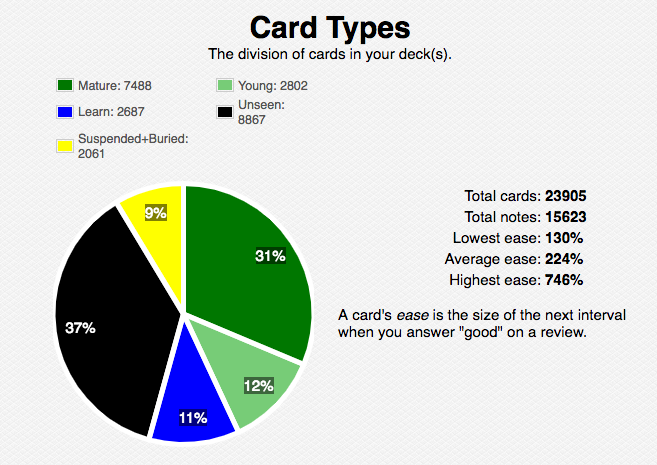 Card Types
The division of cards in your deck(s).
Mature: 7488
Young: 2802
Learn: 2687
Unseen:
8867
Suspended+Buried:
2061
9%
31%
37%
12%
11%
Total cards: 23905
Total notes: 15623
Lowest ease: 130%
Average ease: 224%
Highest ease: 746%
A card's ease is the size of the next interval
when you answer "good" on a review.